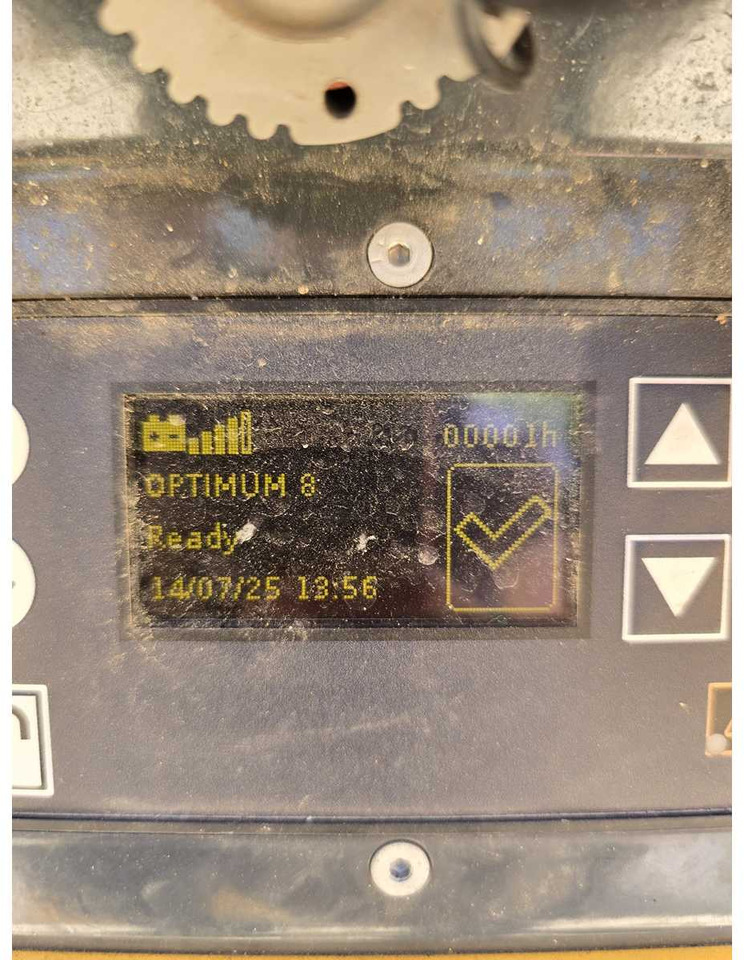 00001h
OPTIMUM 8
Ready
14/07/25 13:56